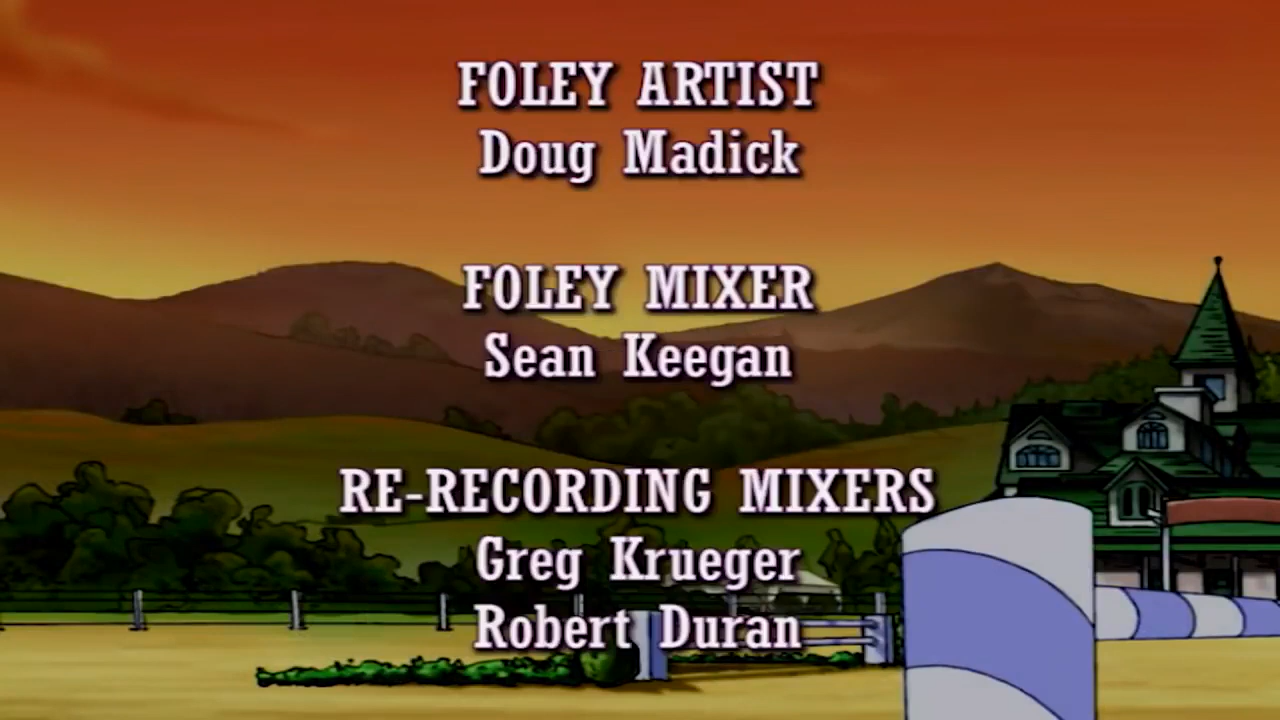 FOLEY ARTIST
Doug Madick
FOLEY MIXER
Sean Keegan
RE-RECORDING MIXERS
Greg Krueger
Robert Duran